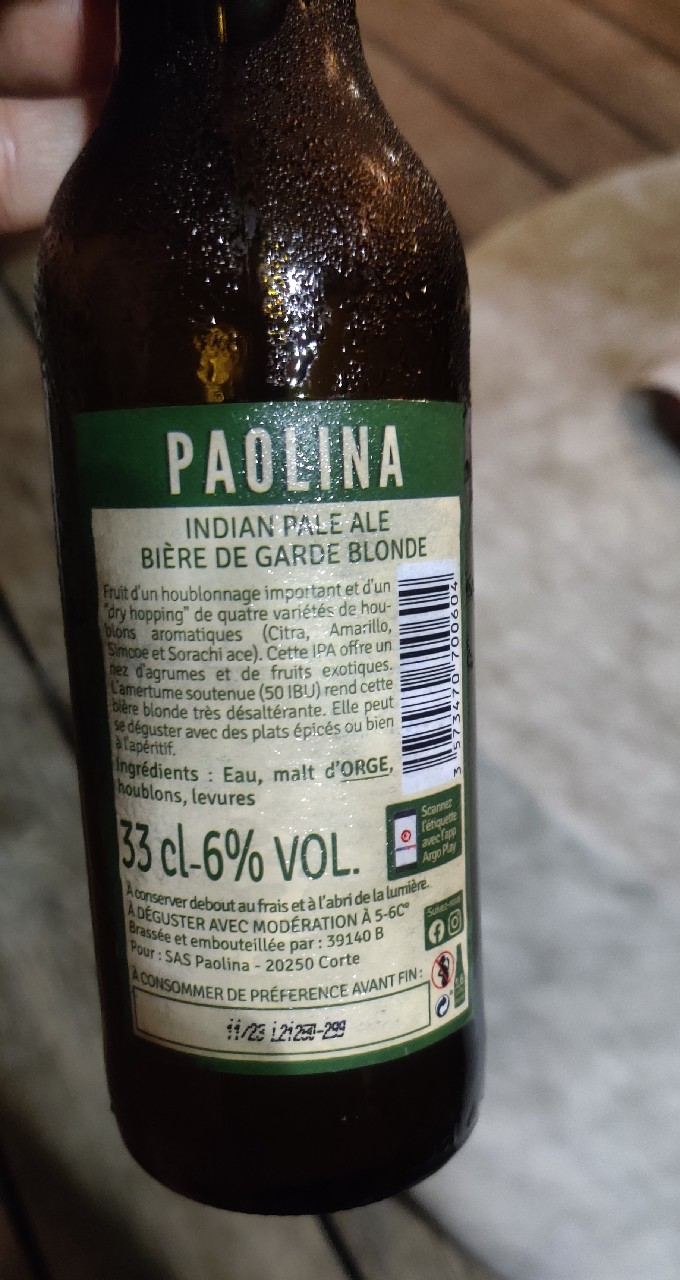 PAOLINA
INDIAN PALE ALE
BIÈRE DE GARDE BLONDE
Fruit d'un houblonnage important et d'un
"dry hopping" de quatre variétés de hou-
blons aromatiques (Citra, Amarillo,
Simcoe et Sorachi ace). Cette IPA offre un
nez d'agrumes et de fruits exotiques.
L'amertume soutenue (50 IBU) rend cette
bière blonde très désaltérante. Elle peut
se déguster avec des plats épicés ou bien
à l'apéritif.
Ingrédients : Eau, malt d'ORGE,
houblons, levures
3 573470 700604
33 cl-6% VOL.
Scannez
l'étiquette
avec l'app
Argo Play
À conserver debout au frais et à l'abri de la lumière.
À DÉGUSTER AVEC MODÉRATION À 5-6C°
Brassée et embouteillée par : 39140 B
Pour : SAS Paolina - 20250 Corte
Suivez-nous
À CONSOMMER DE PRÉFERENCE AVANT FIN :
11/23